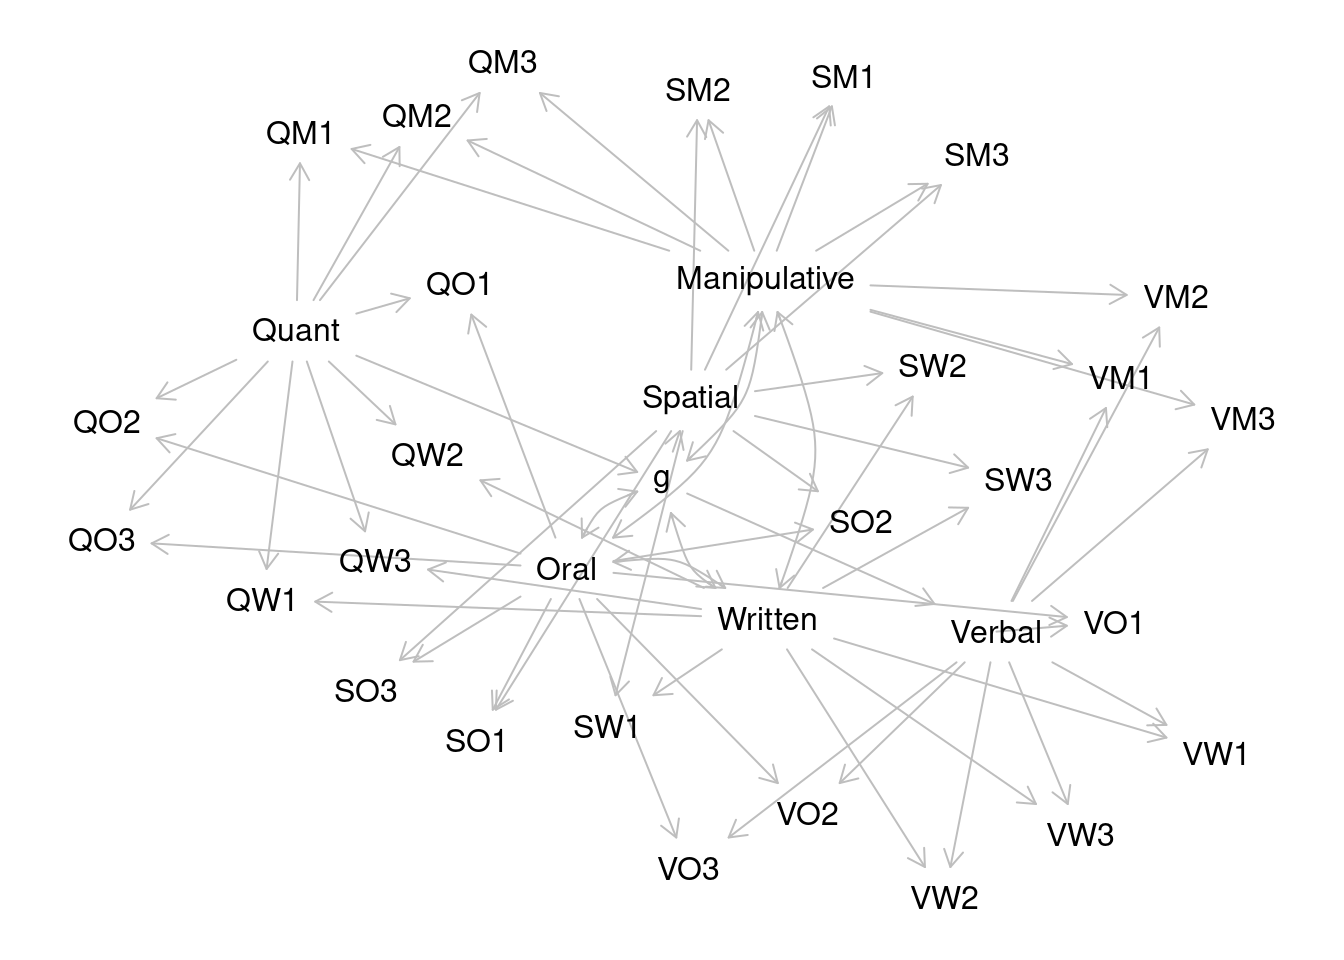 QM3
SM1
SM2
QM2
QM1
SM3
Manipulative
QO1
VM2
Quant
SW2
VM1
Spatial
VM3
QO2
QW2
g
SW3
SO2
QO3
QW3
Oral
QW1
Written
VO1
Verbal
SO3
SW1
SO1
VW1
VO2
VW3
VO3
VW2